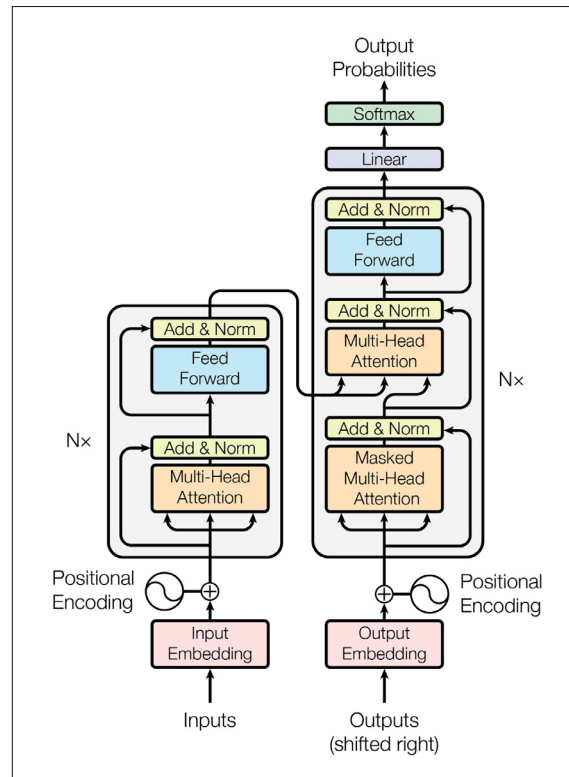 Output
Probabilities
Softmax
Linear
Add & Norm
Feed
Forward
Add & Norm
Multi-Head
Attention
Add & Norm
Masked
Multi-Head
Attention
Nx
Add & Norm
Feed
Forward
Add & Norm
Multi-Head
Attention
N×
Positional
Encoding
Positional
Encoding
Input
Embedding
Output
Embedding
Inputs
Outputs
(shifted right)